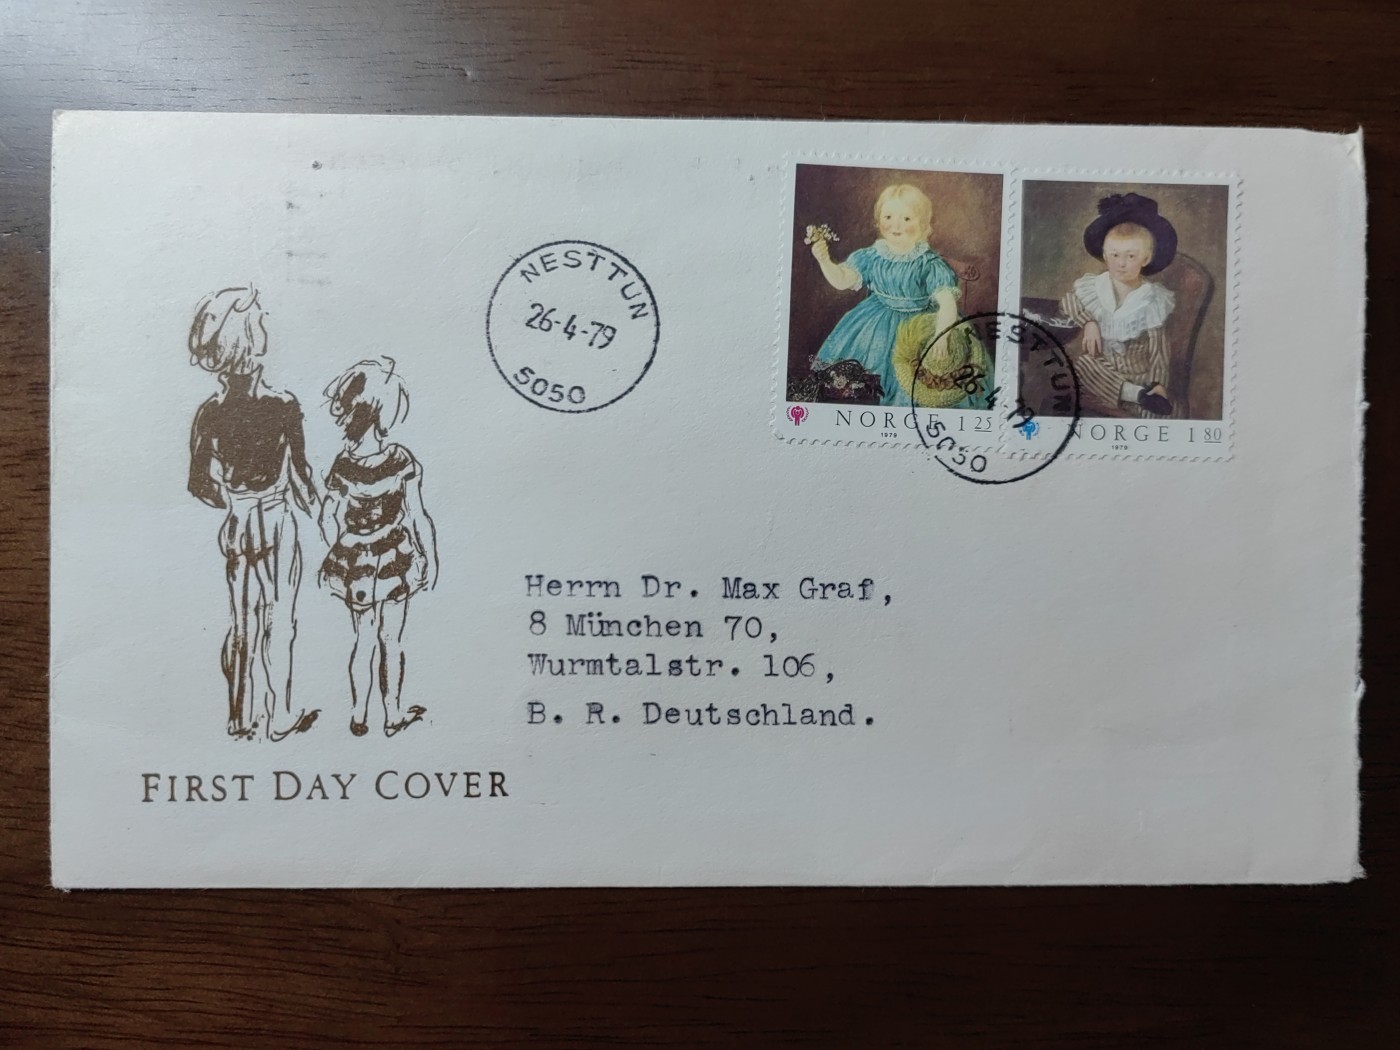 NESTTUN
26-4-79
5050
NORGE 1 25
1979
NORGE 1 80
1979
NESTTUN
26-4-79
5050
Herrn Dr. Max Graf,
8 München 70,
Wurmtalstr. 106,
B. R. Deutschland.
FIRST DAY COVER